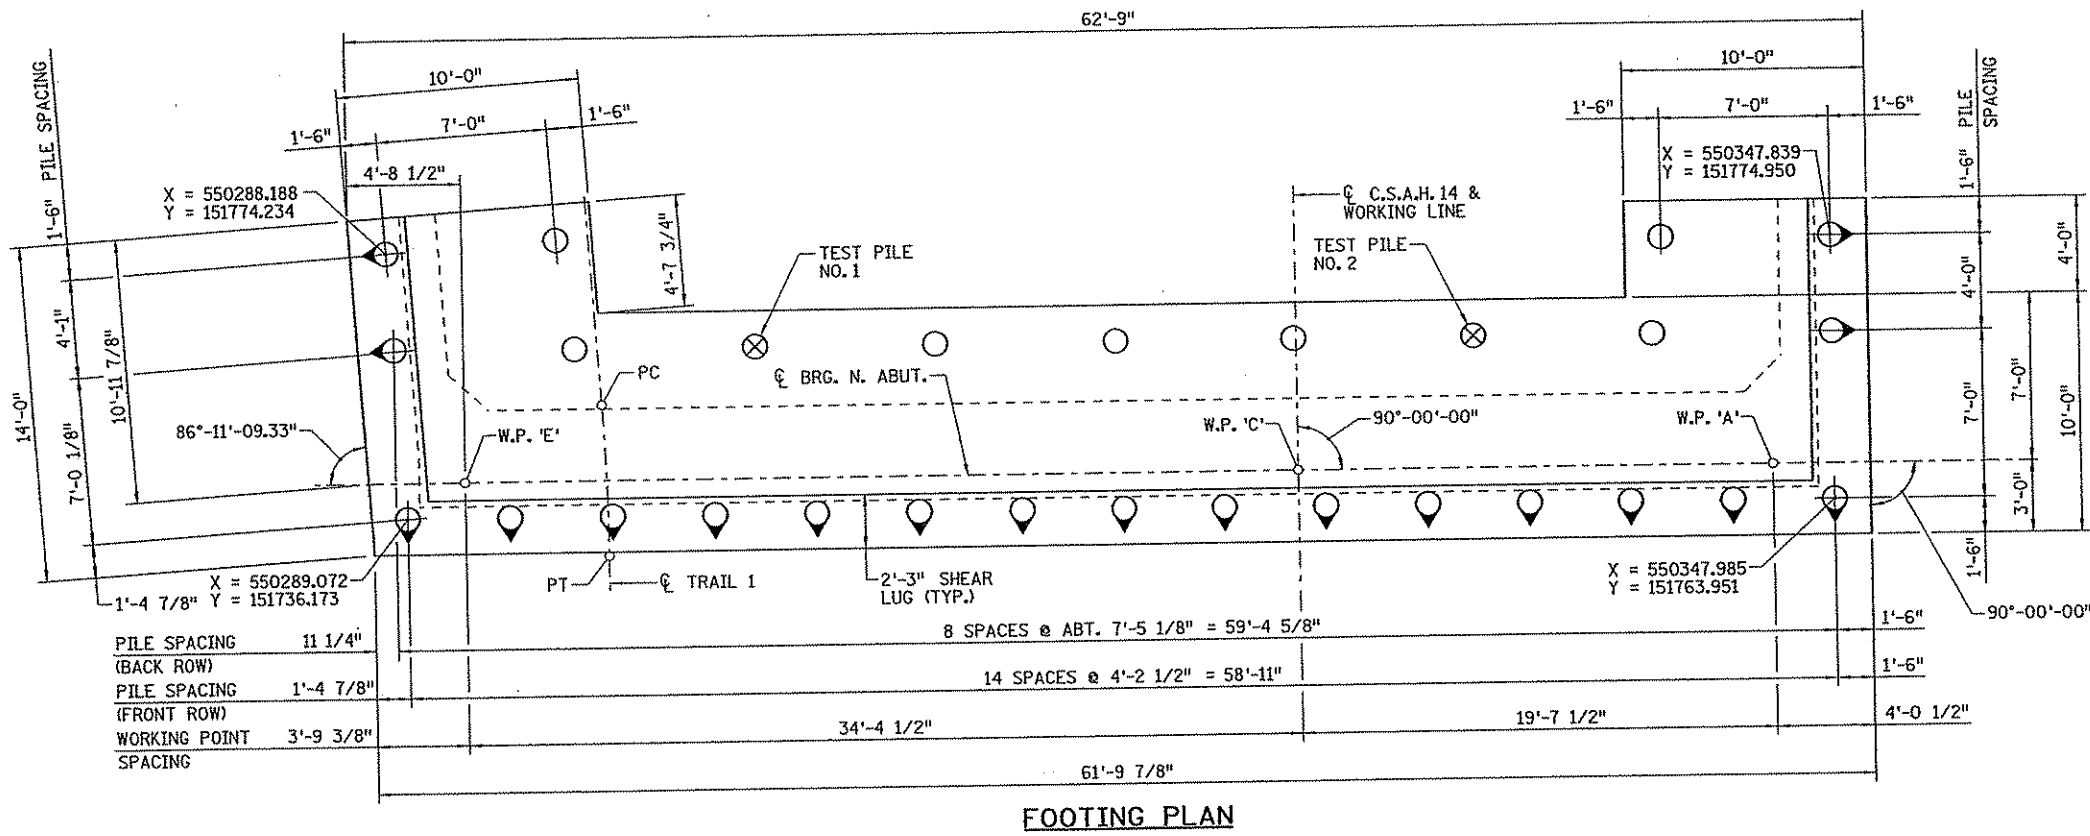 62'-9"
10'-0"
10'-0"
1'-6" PILE SPACING
1'-6"
7'-0"
1'-6"
1'-6"
7'-0"
1'-6"
1'-6" PILE
SPACING
4'-8 1/2"
X = 550288.188
Y = 151774.234
X = 550347.839
Y = 151774.950
℄ C.S.A.H. 14 &
WORKING LINE
4'-7 3/4"
TEST PILE
NO. 1
TEST PILE
NO. 2
4'-0"
4'-0"
14'-0"
4'-1"
10'-11 7/8"
7'-0 1/8"
86°-11'-09.33"
PC
℄ BRG. N. ABUT.
W.P. 'E'
W.P. 'C'
90°-00'-00"
W.P. 'A'
7'-0"
7'-0"
10'-0"
3'-0"
1'-6"
1'-4 7/8"
X = 550289.072
Y = 151736.173
PT
℄ TRAIL 1
2'-3" SHEAR
LUG (TYP.)
X = 550347.985
Y = 151763.951
90°-00'-00"
PILE SPACING 11 1/4" 8 SPACES @ ABT. 7'-5 1/8" = 59'-4 5/8" 1'-6"
(BACK ROW)
PILE SPACING 1'-4 7/8" 14 SPACES @ 4'-2 1/2" = 58'-11" 1'-6"
(FRONT ROW)
WORKING POINT 3'-9 3/8" 34'-4 1/2" 19'-7 1/2" 4'-0 1/2"
SPACING
61'-9 7/8"
FOOTING PLAN